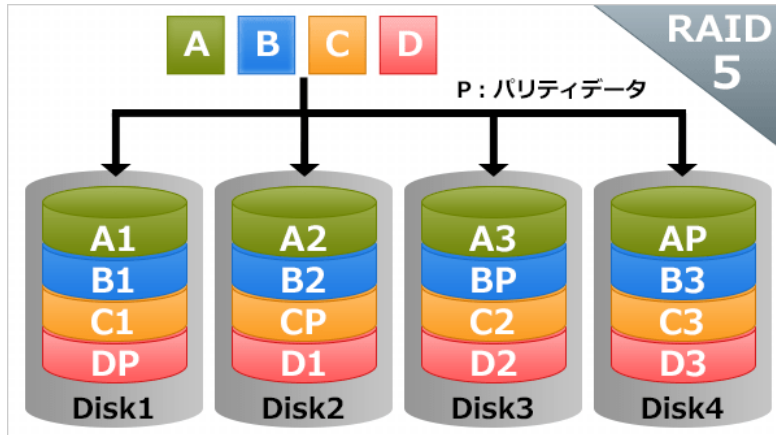 RAID
5
A B C D
P：パリティデータ
A1 A2 A3 AP
B1 B2 BP B3
C1 CP C2 C3
DP D1 D2 D3
Disk1 Disk2 Disk3 Disk4